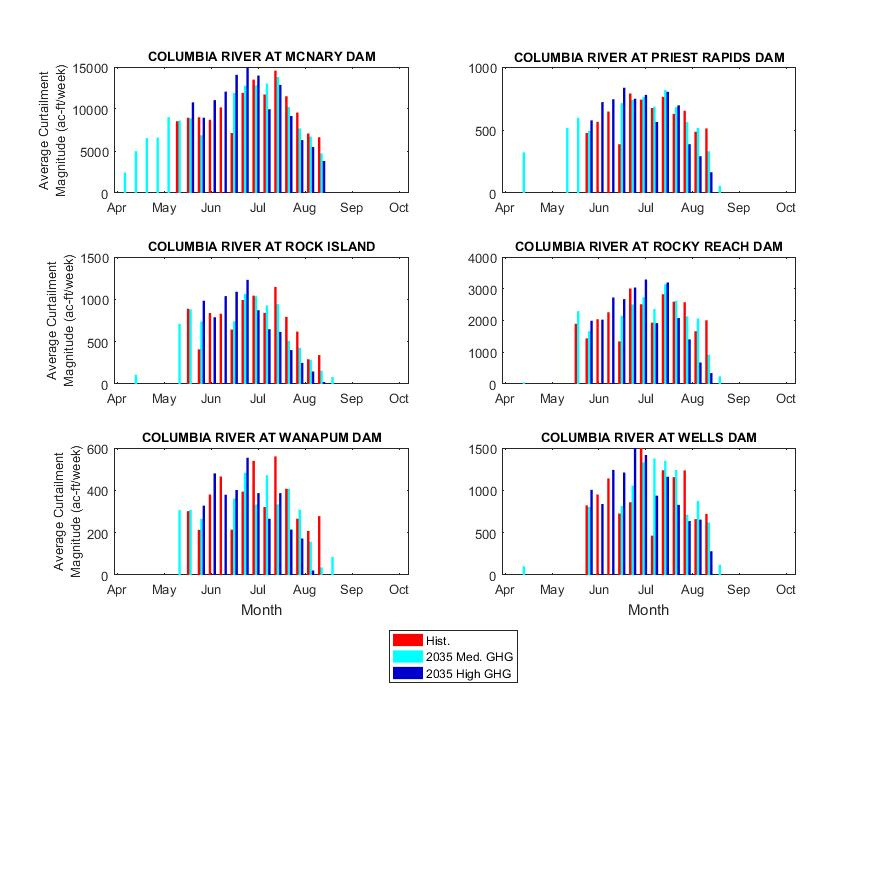 COLUMBIA RIVER AT MCNARY DAM
Average Curtailment
Magnitude (ac-ft/week)
15000
10000
5000
0
Apr May Jun Jul Aug Sep Oct
COLUMBIA RIVER AT PRIEST RAPIDS DAM
1000
500
0
Apr May Jun Jul Aug Sep Oct
COLUMBIA RIVER AT ROCK ISLAND
Average Curtailment
Magnitude (ac-ft/week)
1500
1000
500
0
Apr May Jun Jul Aug Sep Oct
COLUMBIA RIVER AT ROCKY REACH DAM
4000
3000
2000
1000
0
Apr May Jun Jul Aug Sep Oct
COLUMBIA RIVER AT WANAPUM DAM
Average Curtailment
Magnitude (ac-ft/week)
600
400
200
0
Apr May Jun Jul Aug Sep Oct
Month
COLUMBIA RIVER AT WELLS DAM
1500
1000
500
0
Apr May Jun Jul Aug Sep Oct
Month
Hist.
2035 Med. GHG
2035 High GHG